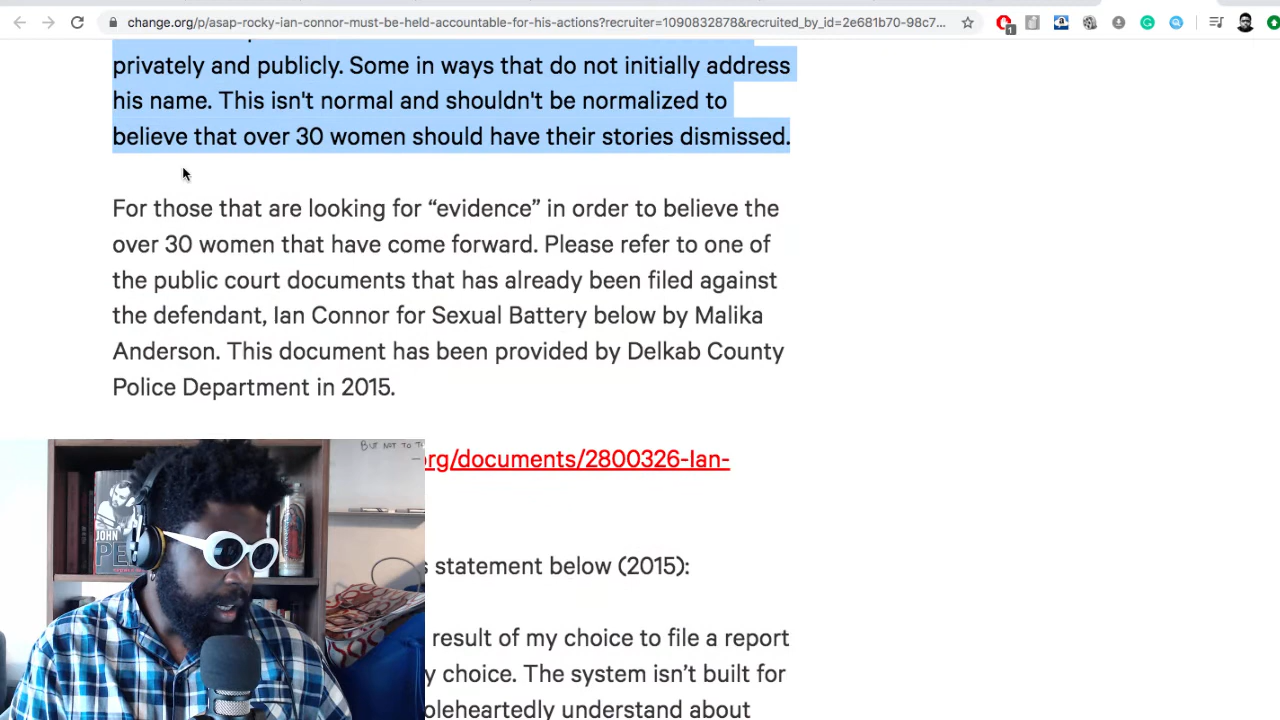 change.org/p/asap-rocky-ian-connor-must-be-held-accountable-for-his-actions?recruiter=1090832878&recruited_by_id=2e681b70-98c7...
1
privately and publicly. Some in ways that do not initially address
his name. This isn't normal and shouldn't be normalized to
believe that over 30 women should have their stories dismissed.
For those that are looking for “evidence” in order to believe the
over 30 women that have come forward. Please refer to one of
the public court documents that has already been filed against
the defendant, Ian Connor for Sexual Battery below by Malika
Anderson. This document has been provided by Delkab County
Police Department in 2015.
BUT NOT TO
org/documents/2800326-Ian-
JOHN
statement below (2015):
result of my choice to file a report
choice. The system isn’t built for
about